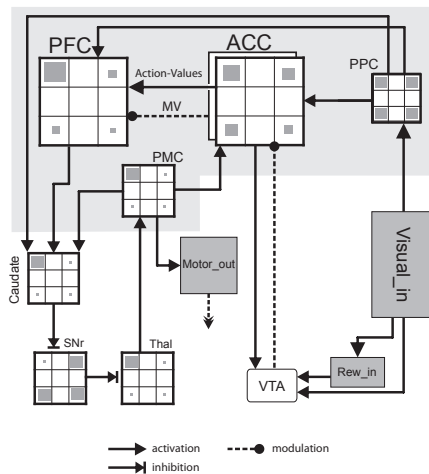 PFC
ACC
PPC
Action-Values
MV
PMC
Caudate
Motor_out
Visual_in
SNr
Thal
VTA
Rew_in
activation
modulation
inhibition